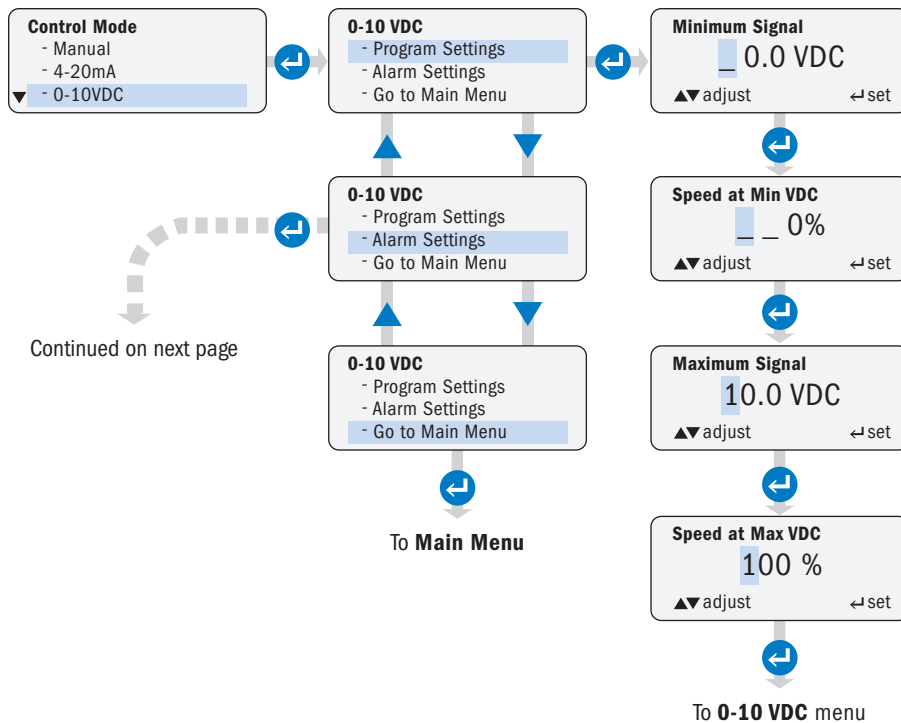 Control Mode
- Manual
- 4-20mA
- 0-10VDC
0-10 VDC
- Program Settings
- Alarm Settings
- Go to Main Menu
Minimum Signal
_ 0.0 VDC
▲▼ adjust ↵ set
0-10 VDC
- Program Settings
- Alarm Settings
- Go to Main Menu
Speed at Min VDC
_ _ 0%
▲▼ adjust ↵ set
Continued on next page
0-10 VDC
- Program Settings
- Alarm Settings
- Go to Main Menu
To Main Menu
Maximum Signal
10.0 VDC
▲▼ adjust ↵ set
Speed at Max VDC
100 %
▲▼ adjust ↵ set
To 0-10 VDC menu